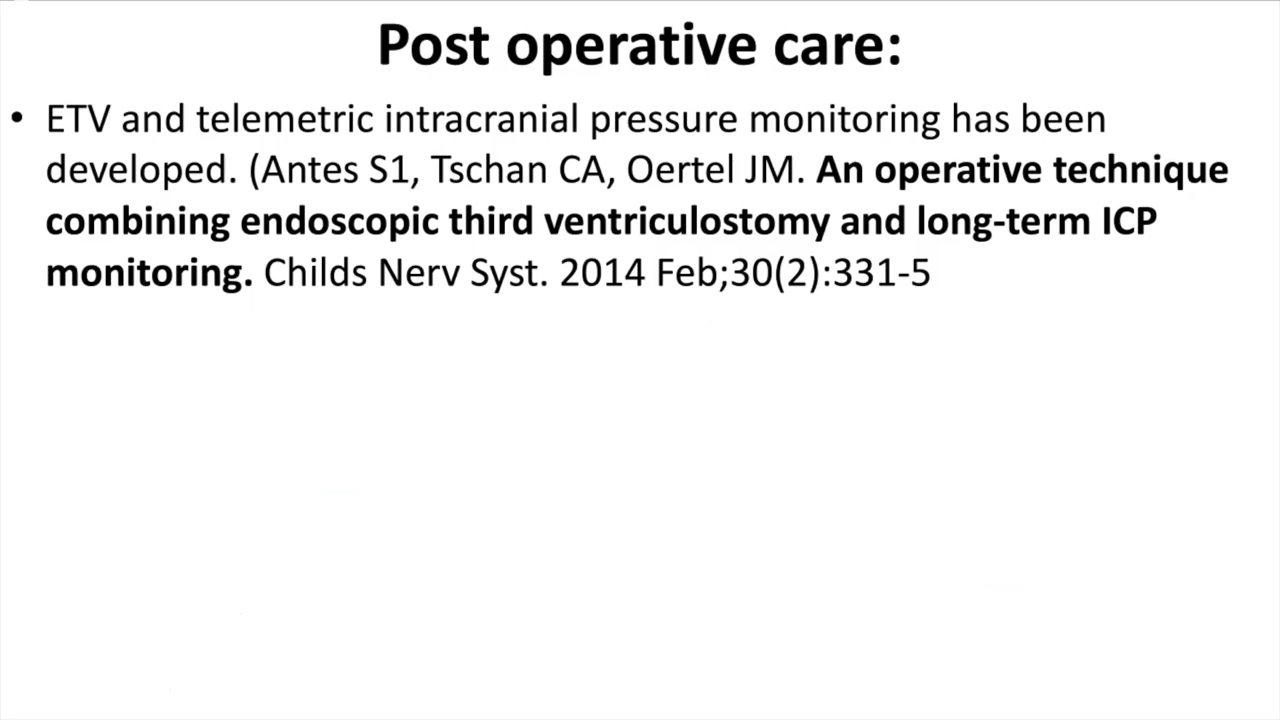 Post operative care:
• ETV and telemetric intracranial pressure monitoring has been
developed. (Antes S1, Tschan CA, Oertel JM. An operative technique
combining endoscopic third ventriculostomy and long-term ICP
monitoring. Childs Nerv Syst. 2014 Feb;30(2):331-5